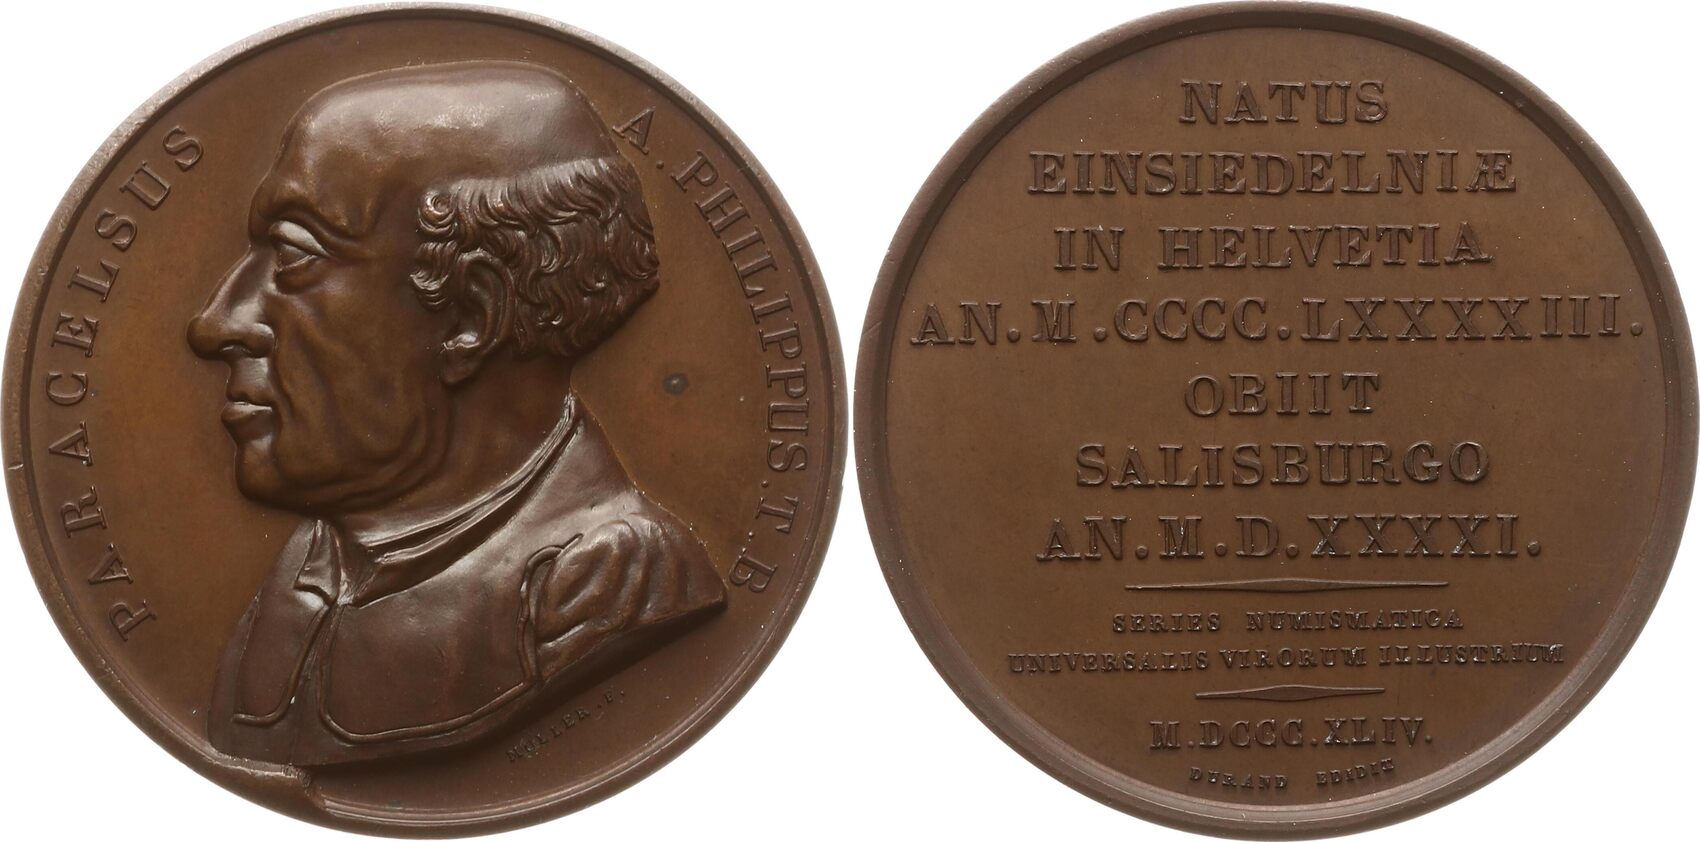 PARACELSUS
A. PHILIPPUS. T. B
MULLER. F.
NATUS
EINSIEDELNIÆ
IN HELVETIA
AN. M. CCCC. LXXXXIII.
OBIIT
SALISBURGO
AN. M. D. XXXXI.
SERIES NUMISMATICA
UNIVERSALIS VIRORUM ILLUSTRIUM
M. DCCC. XLIV.
DURAND EDIDIT